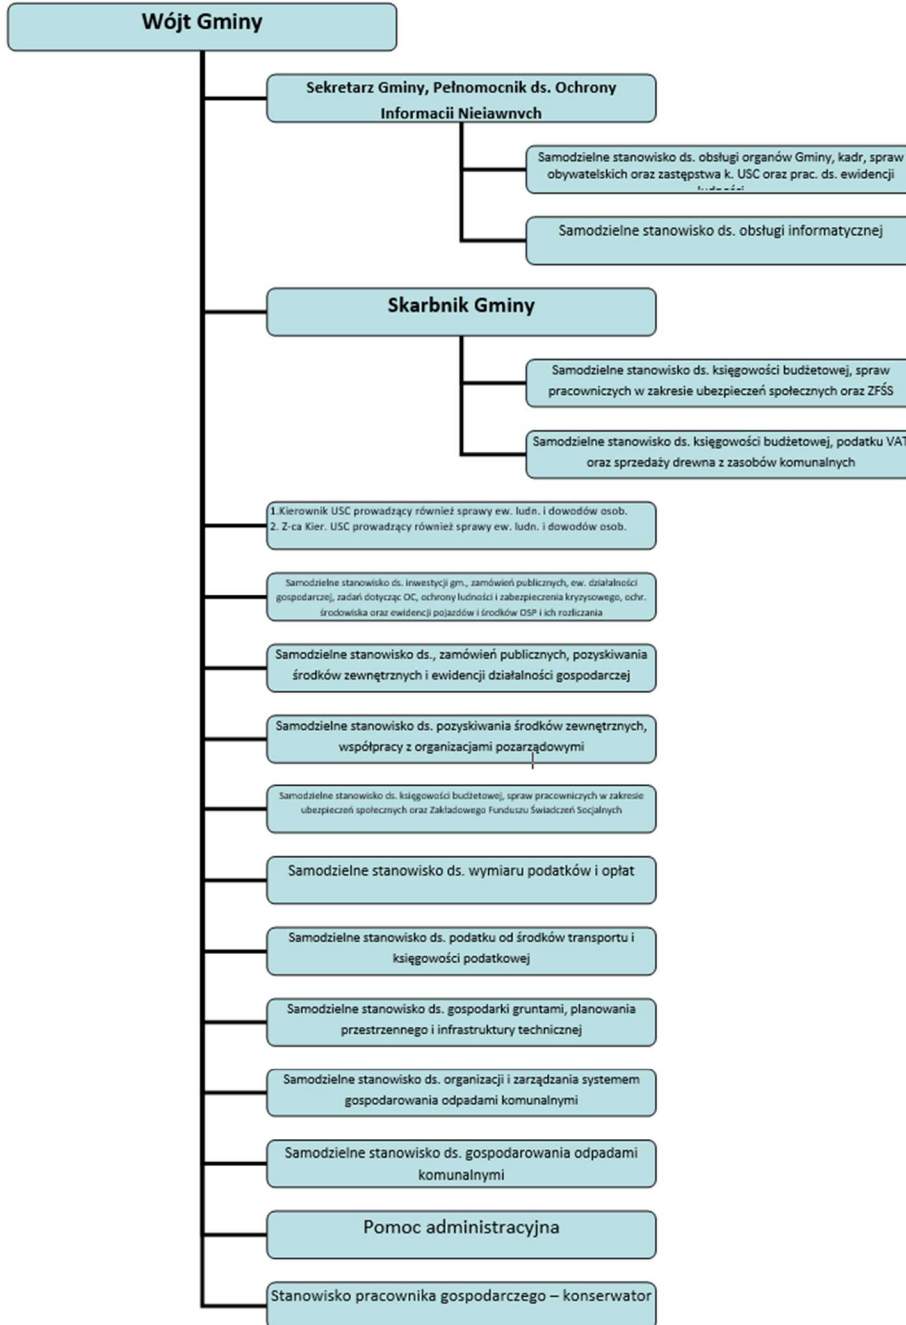 Wójt Gminy
Sekretarz Gminy, Pełnomocnik ds. Ochrony
Informacji Niejawnych
Samodzielne stanowisko ds. obsługi organów Gminy, kadr, spraw
obywatelskich oraz zastępstwa k. USC oraz prac. ds. ewidencji
ludności
Samodzielne stanowisko ds. obsługi informatycznej
Skarbnik Gminy
Samodzielne stanowisko ds. księgowości budżetowej, spraw
pracowniczych w zakresie ubezpieczeń społecznych oraz ZFŚS
Samodzielne stanowisko ds. księgowości budżetowej, podatku VAT
oraz sprzedaży drewna z zasobów komunalnych
1.Kierownik USC prowadzący również sprawy ew. ludn. i dowodów osob.
2. Z-ca Kier. USC prowadzący również sprawy ew. ludn. i dowodów osob.
Samodzielne stanowisko ds. inwestycji gm., zamówień publicznych, ew. działalności
gospodarczej, zadań dotycząc OC, ochrony ludności i zabezpieczenia kryzysowego, ochr.
środowiska oraz ewidencji pojazdów i środków OSP i ich rozliczania
Samodzielne stanowisko ds., zamówień publicznych, pozyskiwania
środków zewnętrznych i ewidencji działalności gospodarczej
Samodzielne stanowisko ds. pozyskiwania środków zewnętrznych,
współpracy z organizacjami pozarządowymi
Samodzielne stanowisko ds. księgowości budżetowej, spraw pracowniczych w zakresie
ubezpieczeń społecznych oraz Zakładowego Funduszu Świadczeń Socjalnych
Samodzielne stanowisko ds. wymiaru podatków i opłat
Samodzielne stanowisko ds. podatku od środków transportu i
księgowości podatkowej
Samodzielne stanowisko ds. gospodarki gruntami, planowania
przestrzennego i infrastruktury technicznej
Samodzielne stanowisko ds. organizacji i zarządzania systemem
gospodarowania odpadami komunalnymi
Samodzielne stanowisko ds. gospodarowania odpadami
komunalnymi
Pomoc administracyjna
Stanowisko pracownika gospodarczego – konserwator